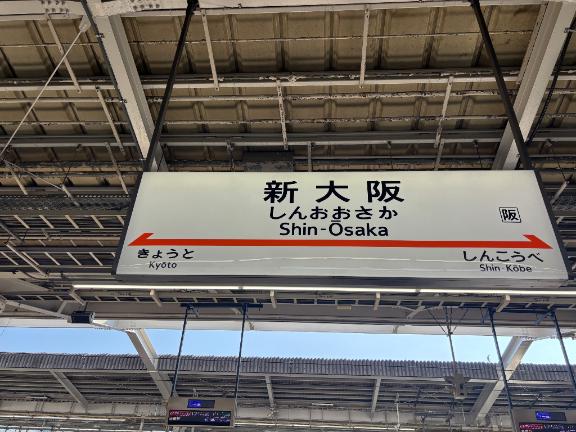 新大阪
しんおおさか
Shin-Ōsaka
阪
きょうと
Kyōto
しんこうべ
Shin-Kōbe